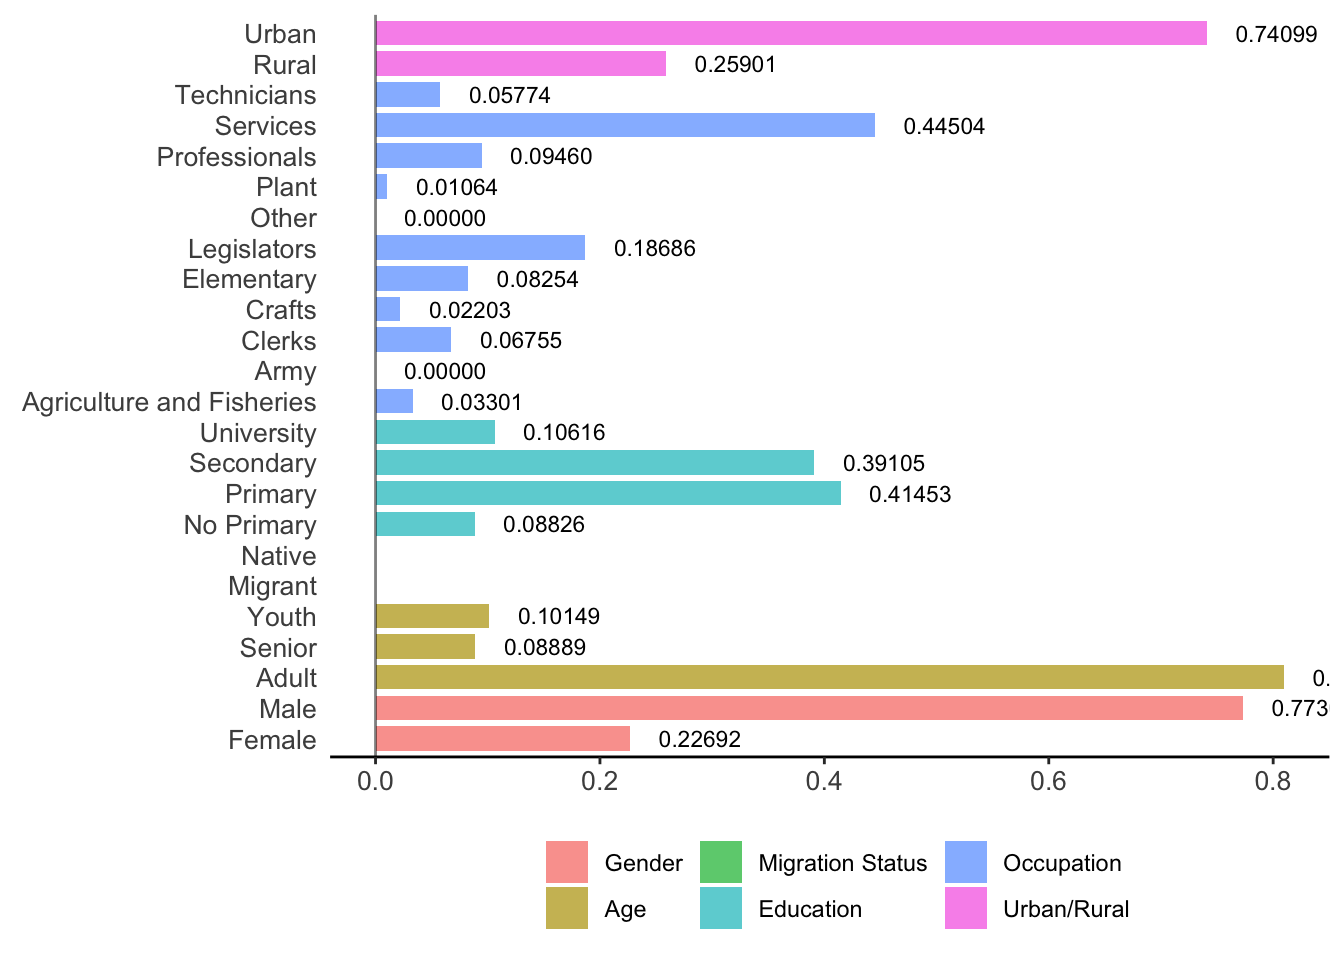 Urban 0.74099
Rural 0.25901
Technicians 0.05774
Services 0.44504
Professionals 0.09460
Plant 0.01064
Other 0.00000
Legislators 0.18686
Elementary 0.08254
Crafts 0.02203
Clerks 0.06755
Army 0.00000
Agriculture and Fisheries 0.03301
University 0.10616
Secondary 0.39105
Primary 0.41453
No Primary 0.08826
Native
Migrant
Youth 0.10149
Senior 0.08889
Adult 0.
Male 0.773
Female 0.22692
0.0 0.2 0.4 0.6 0.8
Gender Migration Status Occupation
Age Education Urban/Rural